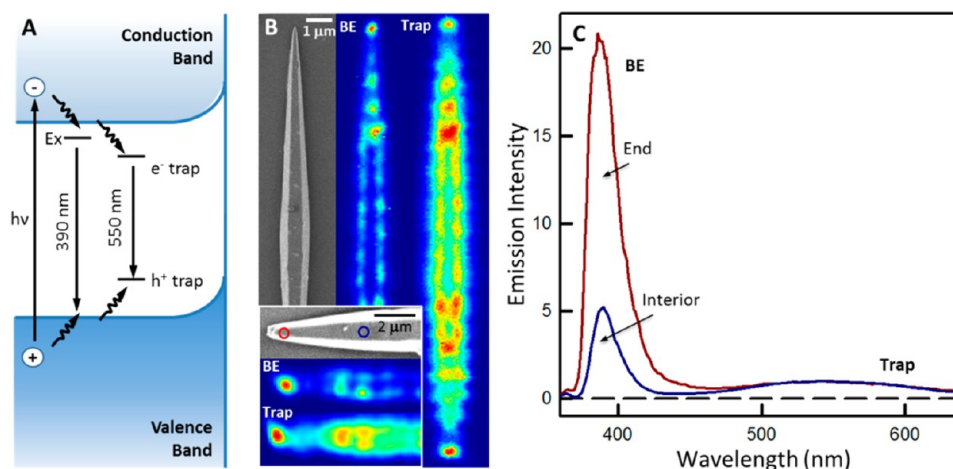 A
Conduction
Band
-
Ex
e⁻ trap
hν
390 nm
550 nm
h⁺ trap
+
Valence
Band
B
1 μm
BE
Trap
2 μm
BE
Trap
C
BE
End
Interior
Trap
Emission Intensity
20
15
10
5
0
400
500
600
Wavelength (nm)